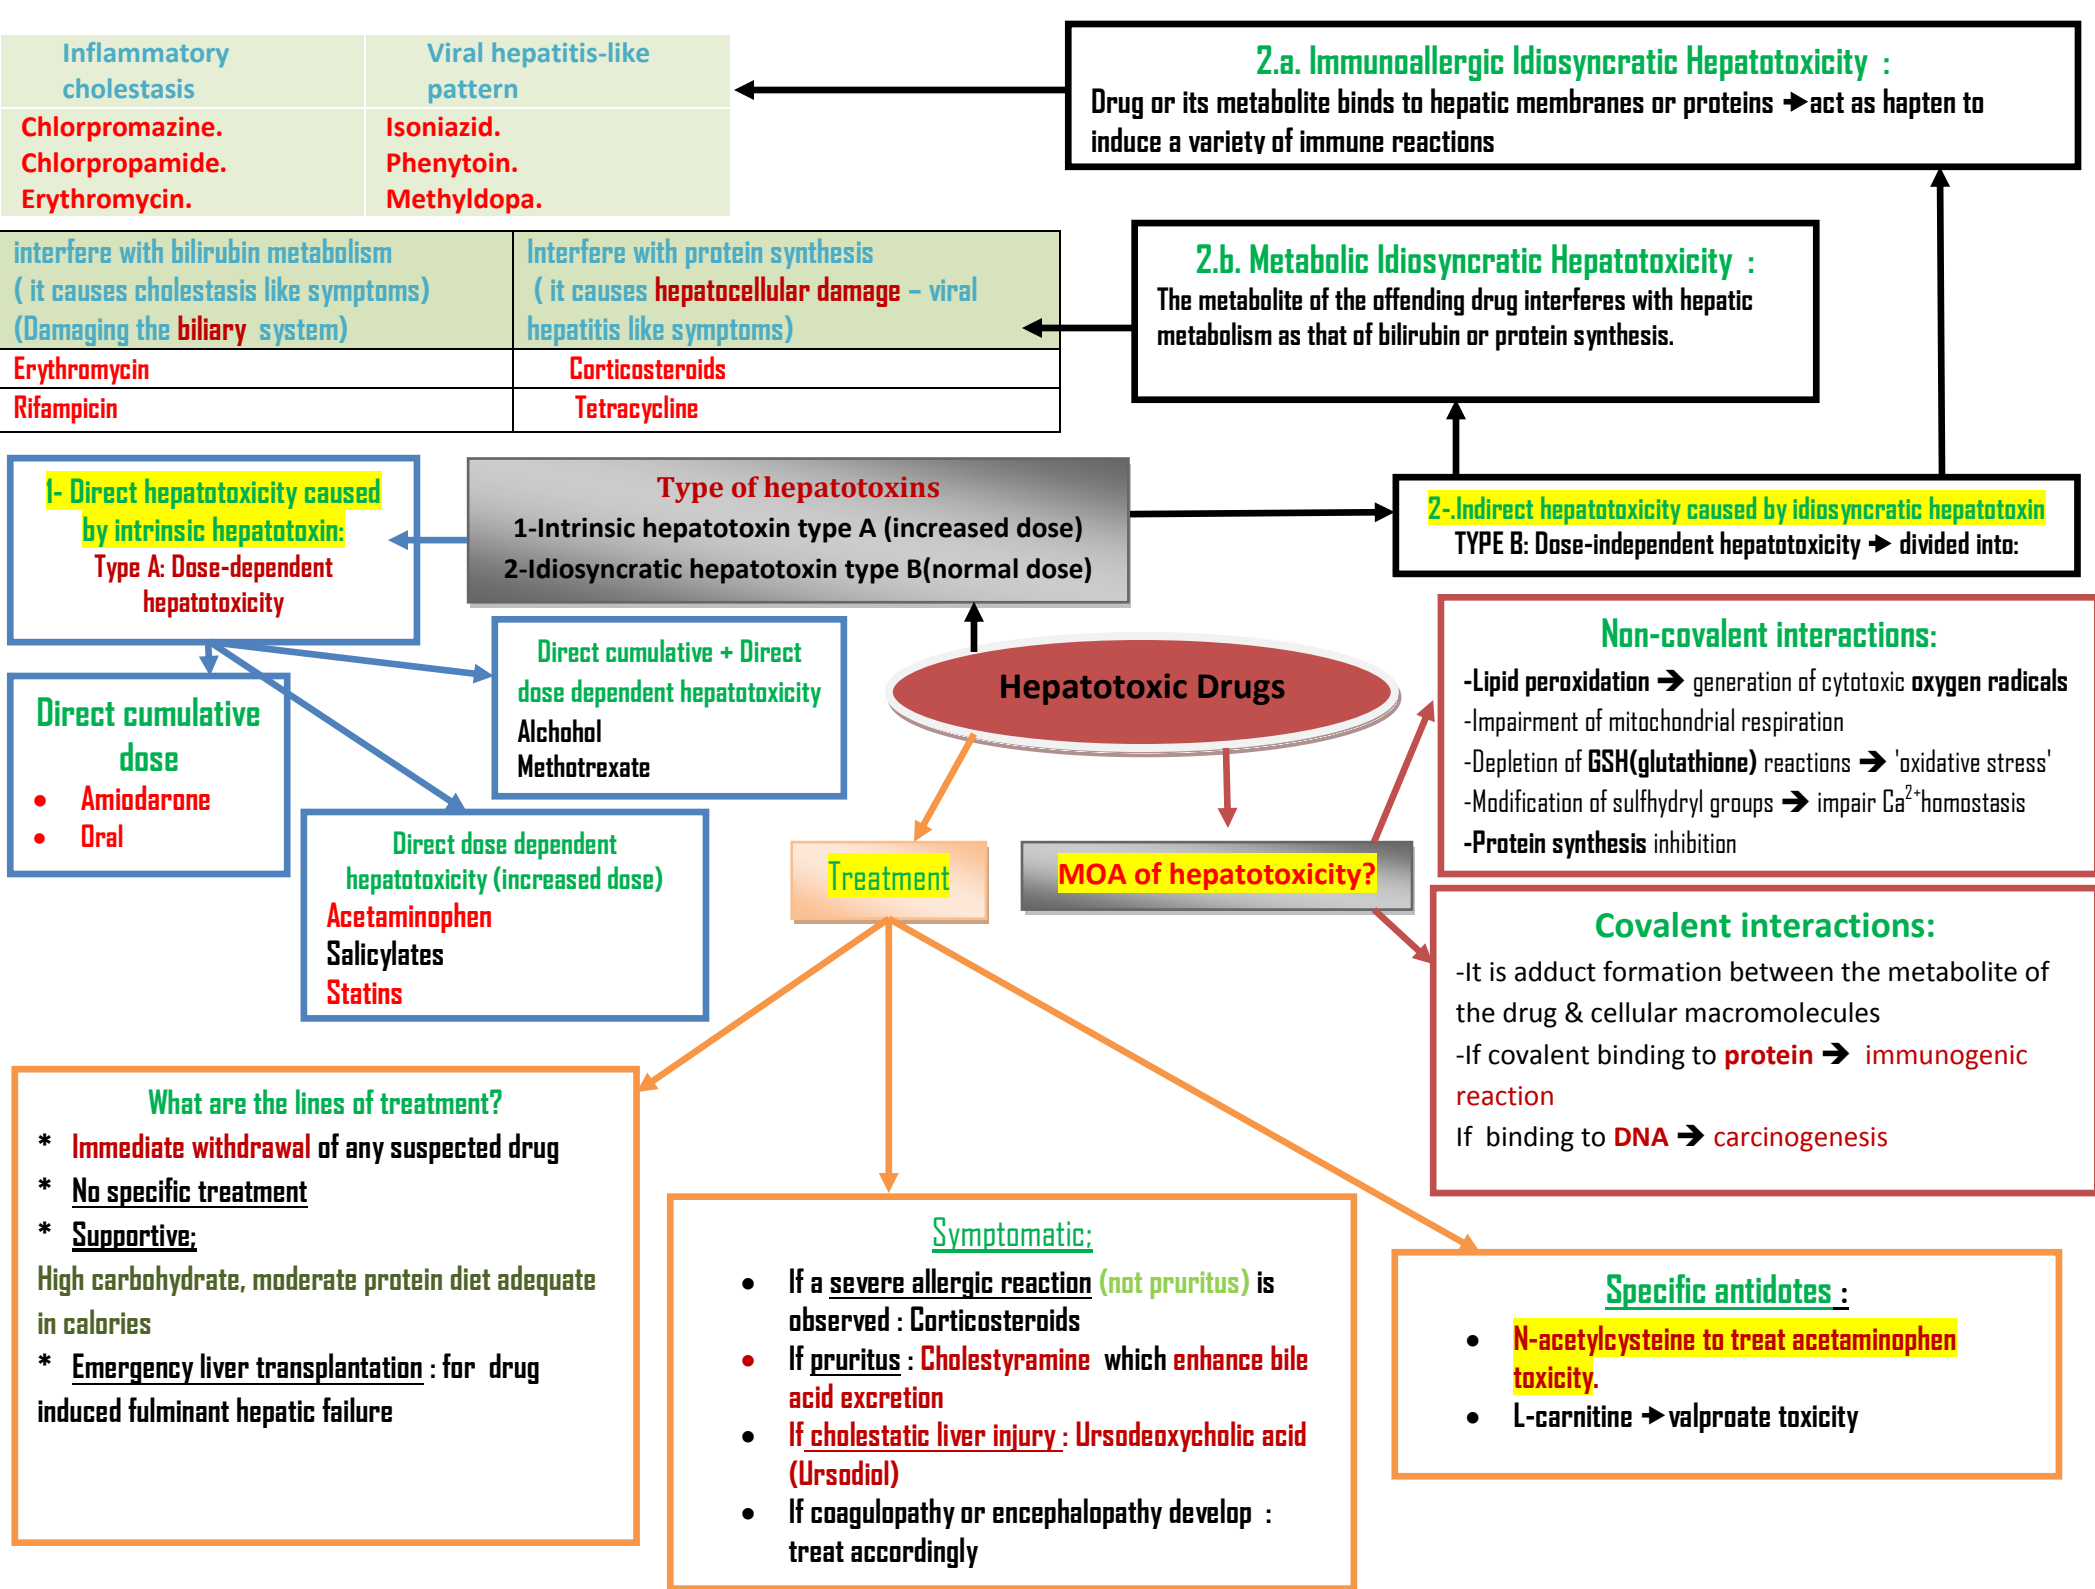 Inflammatory
cholestasis
Viral hepatitis-like
pattern
Chlorpromazine.
Chlorpropamide.
Erythromycin.
Isoniazid.
Phenytoin.
Methyldopa.
2.a. Immunoallergic Idiosyncratic Hepatotoxicity :
Drug or its metabolite binds to hepatic membranes or proteins ➔act as hapten to
induce a variety of immune reactions
interfere with bilirubin metabolism
( it causes cholestasis like symptoms)
(Damaging the biliary system)
Interfere with protein synthesis
( it causes hepatocellular damage – viral
hepatitis like symptoms)
Erythromycin
Corticosteroids
Rifampicin
Tetracycline
2.b. Metabolic Idiosyncratic Hepatotoxicity :
The metabolite of the offending drug interferes with hepatic
metabolism as that of bilirubin or protein synthesis.
1- Direct hepatotoxicity caused
by intrinsic hepatotoxin:
Type A: Dose-dependent
hepatotoxicity
Type of hepatotoxins
1-Intrinsic hepatotoxin type A (increased dose)
2-Idiosyncratic hepatotoxin type B(normal dose)
2-.Indirect hepatotoxicity caused by idiosyncratic hepatotoxin
TYPE B: Dose-independent hepatotoxicity ➔ divided into:
Direct cumulative + Direct
dose dependent hepatotoxicity
Alchohol
Methotrexate
Hepatotoxic Drugs
Non-covalent interactions:
-Lipid peroxidation ➔ generation of cytotoxic oxygen radicals
-Impairment of mitochondrial respiration
-Depletion of GSH(glutathione) reactions ➔ 'oxidative stress'
-Modification of sulfhydryl groups ➔ impair Ca2+homostasis
-Protein synthesis inhibition
Direct cumulative
dose
• Amiodarone
• Oral
Direct dose dependent
hepatotoxicity (increased dose)
Acetaminophen
Salicylates
Statins
Treatment
MOA of hepatotoxicity?
Covalent interactions:
-It is adduct formation between the metabolite of
the drug & cellular macromolecules
-If covalent binding to protein ➔ immunogenic
reaction
If binding to DNA ➔ carcinogenesis
What are the lines of treatment?
* Immediate withdrawal of any suspected drug
* No specific treatment
* Supportive;
High carbohydrate, moderate protein diet adequate
in calories
* Emergency liver transplantation : for drug
induced fulminant hepatic failure
Symptomatic;
• If a severe allergic reaction (not pruritus) is
observed : Corticosteroids
• If pruritus : Cholestyramine which enhance bile
acid excretion
• If cholestatic liver injury : Ursodeoxycholic acid
(Ursodiol)
• If coagulopathy or encephalopathy develop :
treat accordingly
Specific antidotes :
• N-acetylcysteine to treat acetaminophen
toxicity.
• L-carnitine ➔valproate toxicity